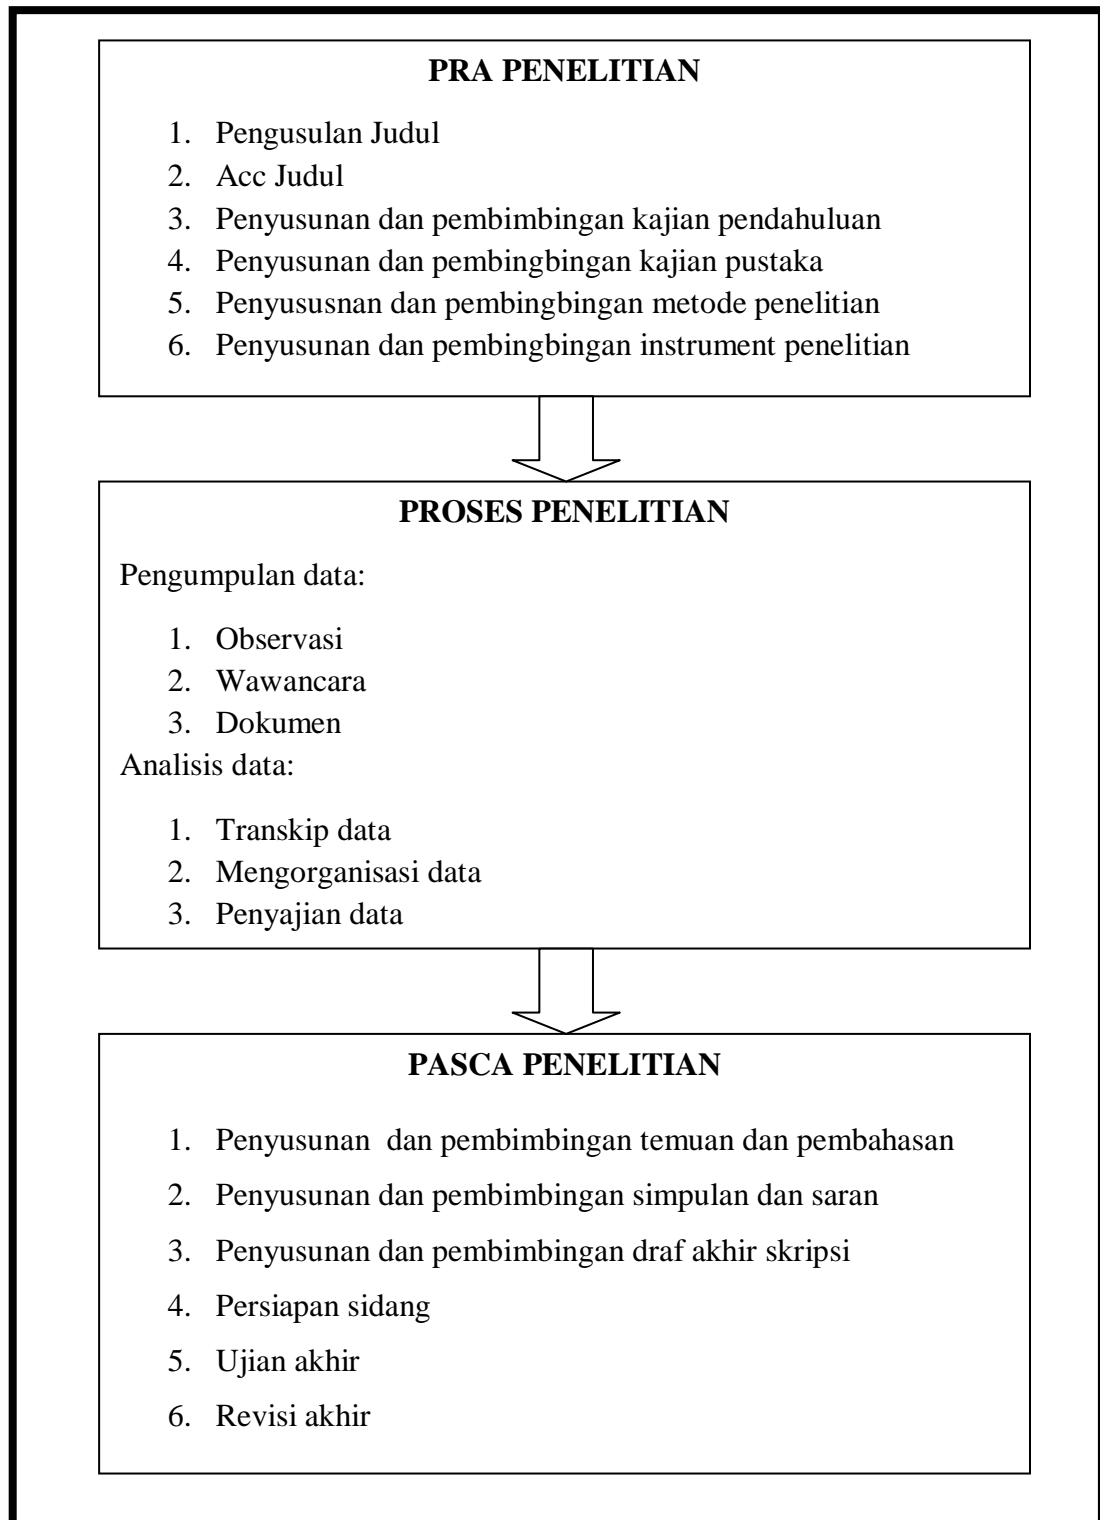 PRA PENELITIAN
1. Pengusulan Judul
2. Acc Judul
3. Penyusunan dan pembimbingan kajian pendahuluan
4. Penyusunan dan pembingbingan kajian pustaka
5. Penyususnan dan pembingbingan metode penelitian
6. Penyusunan dan pembingbingan instrument penelitian
PROSES PENELITIAN
Pengumpulan data:
1. Observasi
2. Wawancara
3. Dokumen
Analisis data:
1. Transkip data
2. Mengorganisasi data
3. Penyajian data
PASCA PENELITIAN
1. Penyusunan dan pembimbingan temuan dan pembahasan
2. Penyusunan dan pembimbingan simpulan dan saran
3. Penyusunan dan pembimbingan draf akhir skripsi
4. Persiapan sidang
5. Ujian akhir
6. Revisi akhir